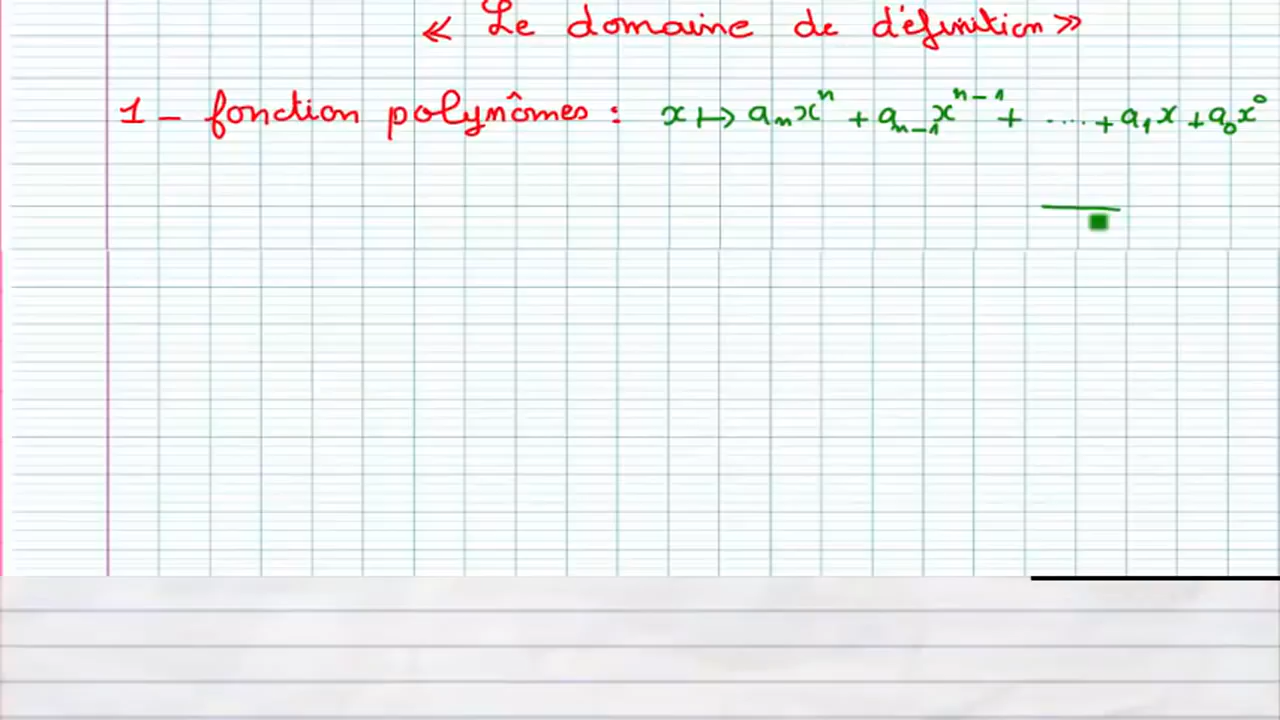 « Le domaine de définition »
1 - fonction polynômes : x ↦ aₙxⁿ + aₙ₋₁xⁿ⁻¹ + .... + a₁x + a₀x⁰